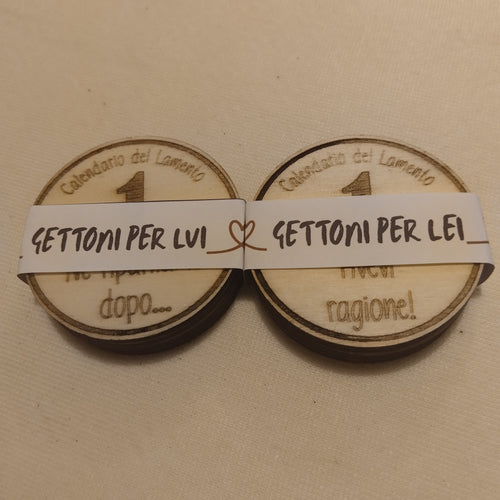 Calendario del Lamento
1
GETTONI PER LUI
dopo...
Calendario del Lamento
1
GETTONI PER LEI
ragione!